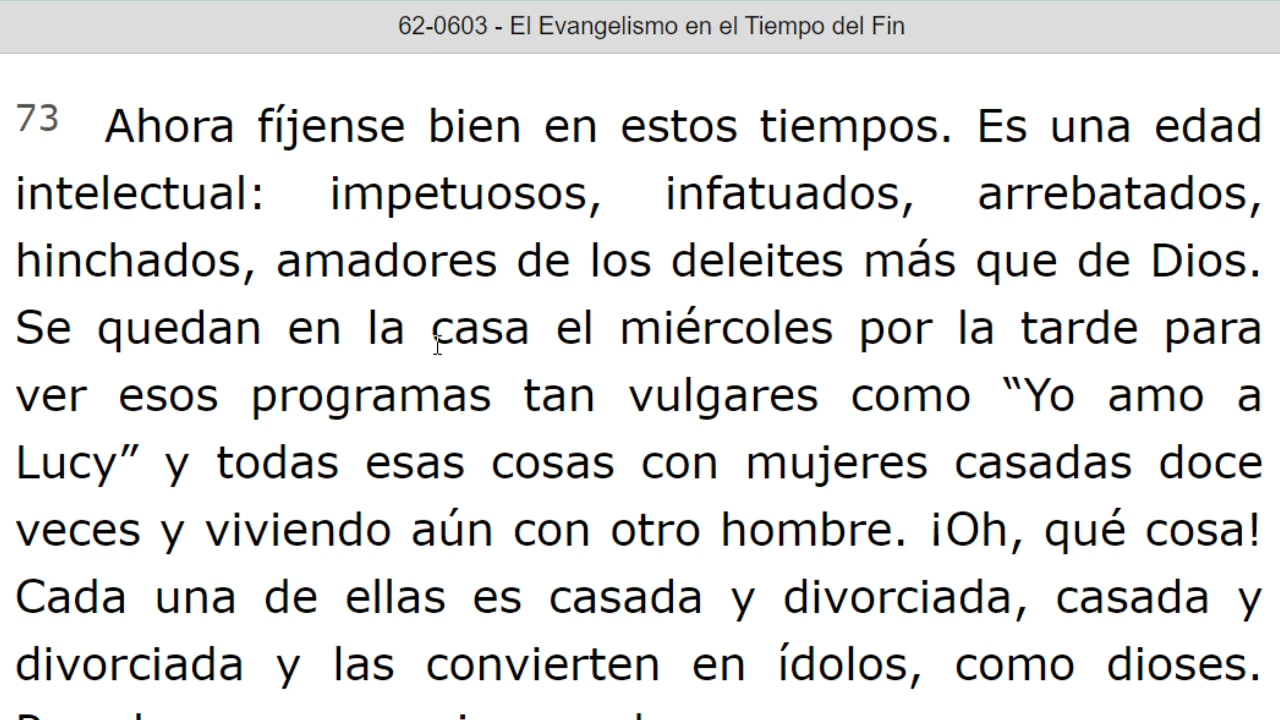 62-0603 - El Evangelismo en el Tiempo del Fin
73 Ahora fíjense bien en estos tiempos. Es una edad
intelectual: impetuosos, infatuados, arrebatados,
hinchados, amadores de los deleites más que de Dios.
Se quedan en la casa el miércoles por la tarde para
ver esos programas tan vulgares como “Yo amo a
Lucy” y todas esas cosas con mujeres casadas doce
veces y viviendo aún con otro hombre. ¡Oh, qué cosa!
Cada una de ellas es casada y divorciada, casada y
divorciada y las convierten en ídolos, como dioses.